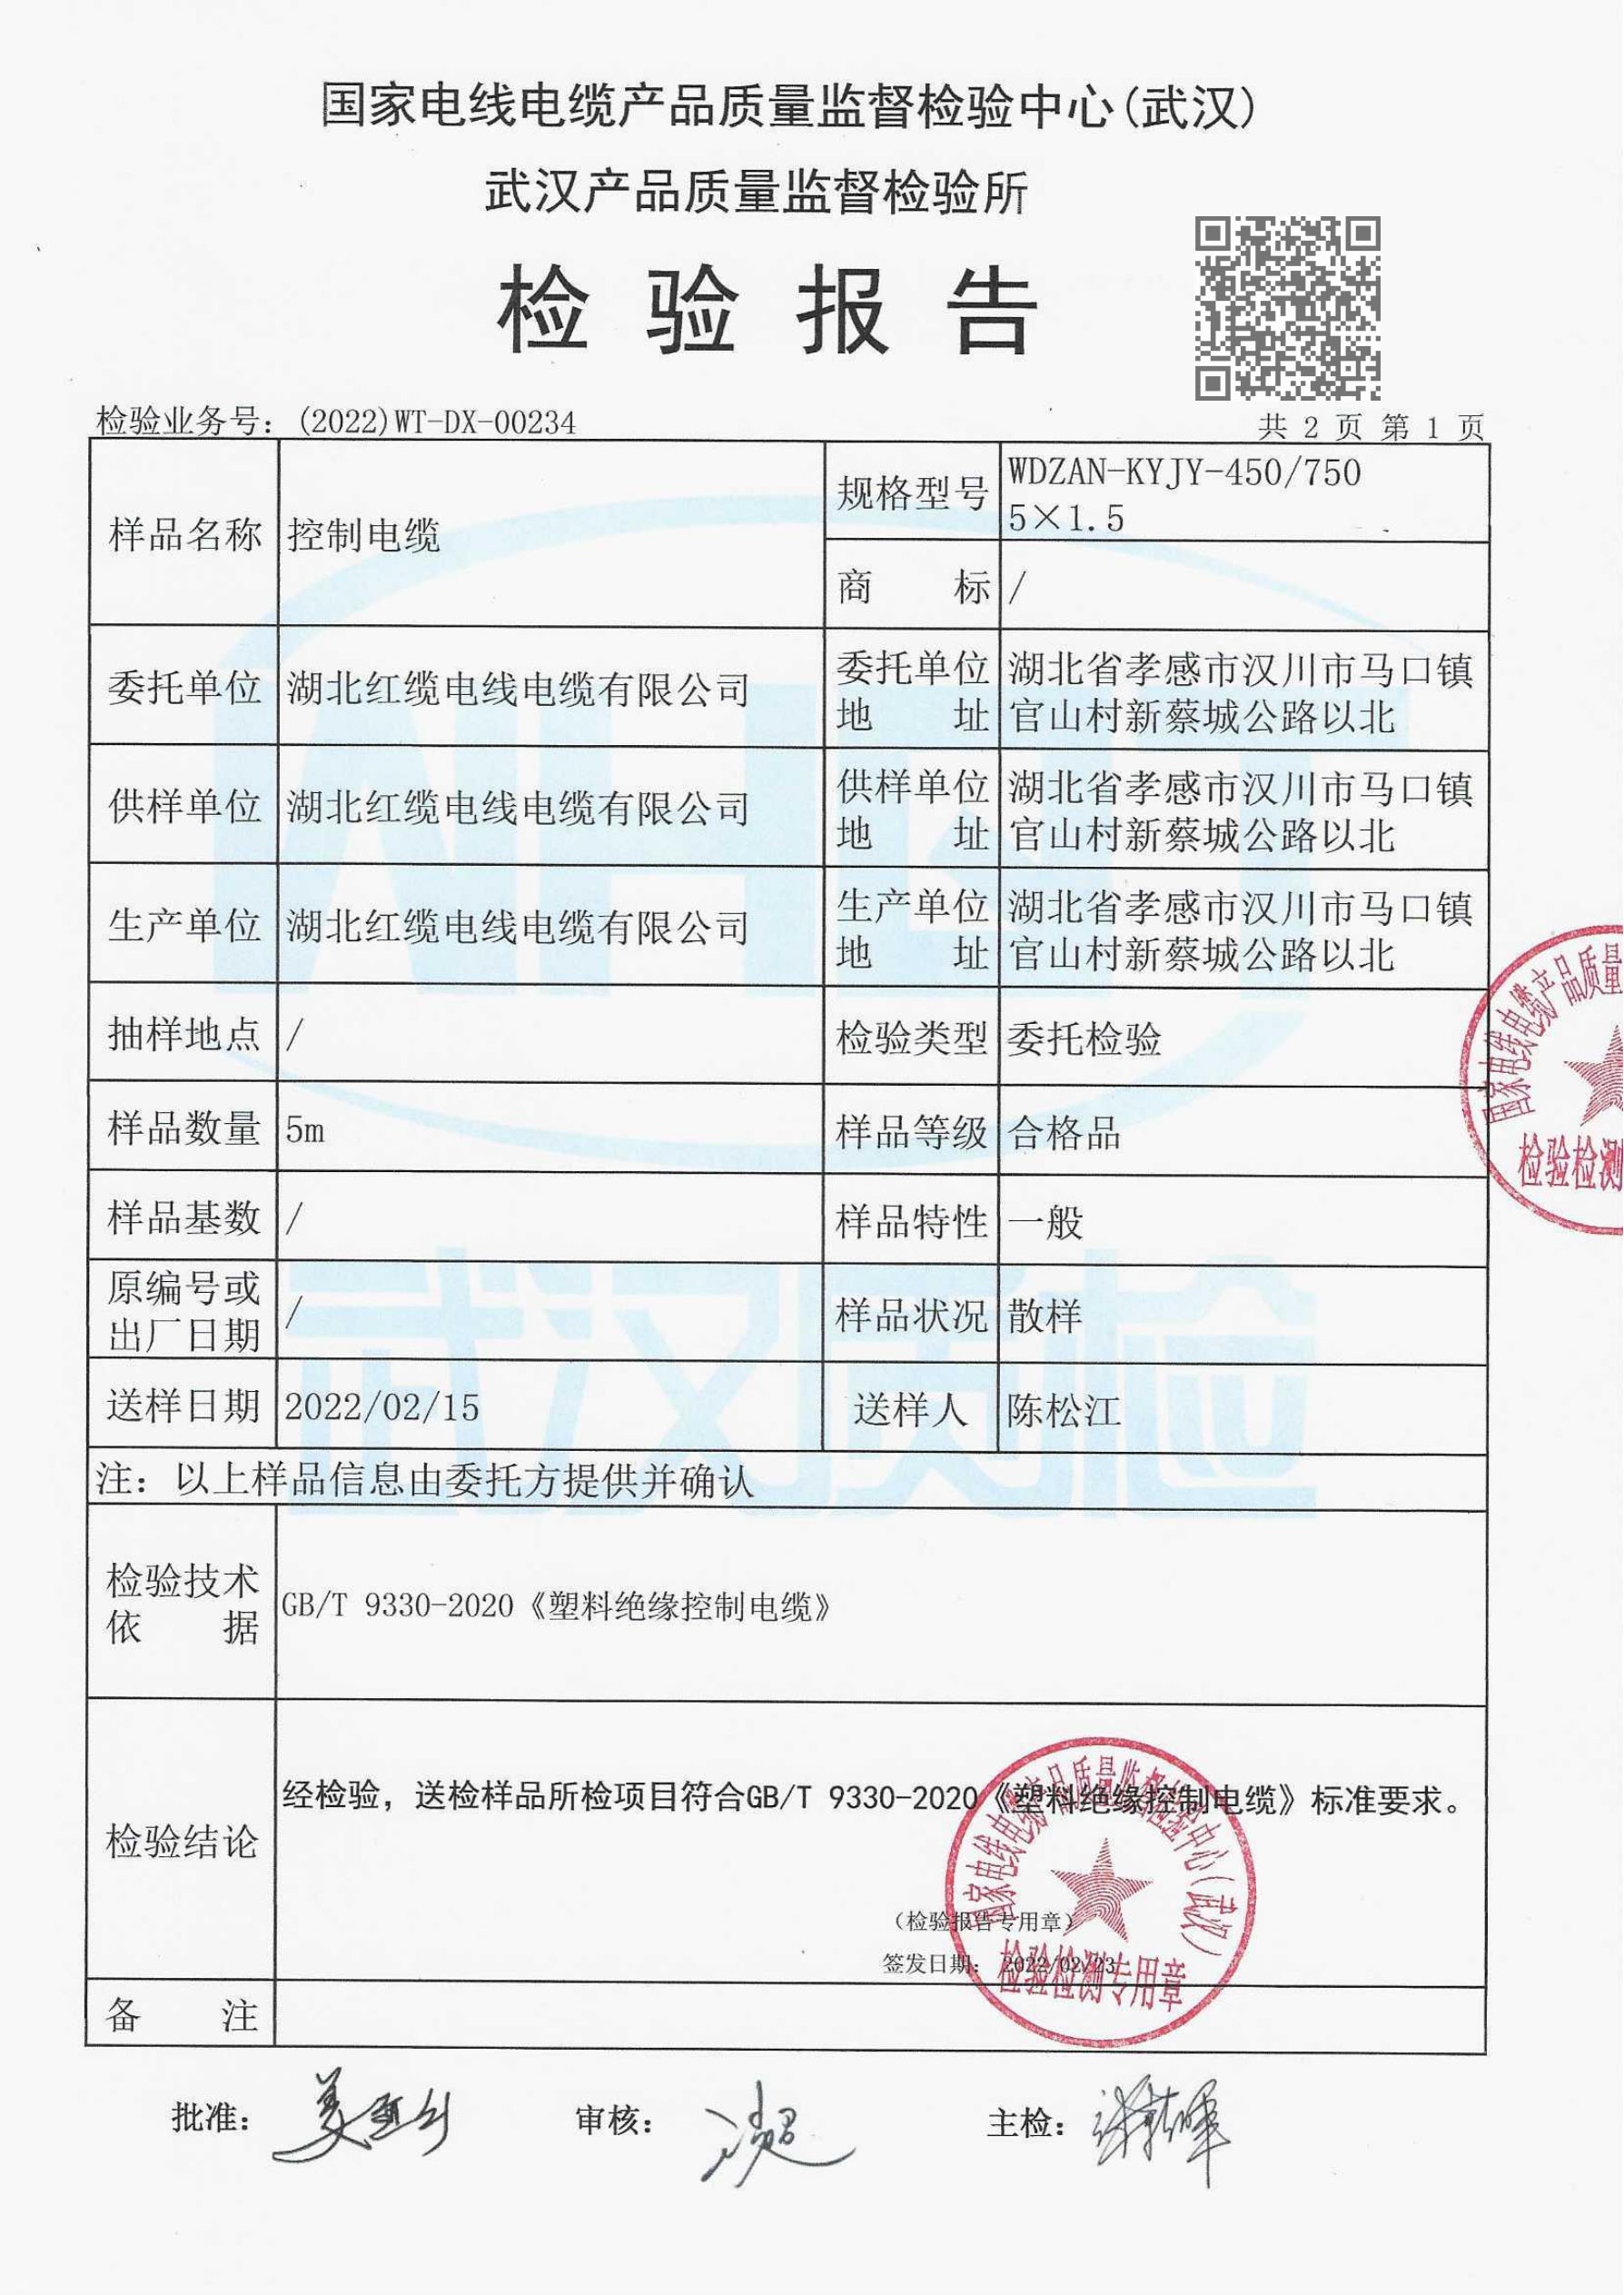 国家电线电缆产品质量监督检验中心(武汉)
武汉产品质量监督检验所
检验报告
检验业务号：(2022)WT-DX-00234
共 2 页 第 1 页
样品名称
控制电缆
规格型号
WDZAN-KYJY-450/750
5×1.5
商 标
/
委托单位
湖北红缆电线电缆有限公司
委托单位
地 址
湖北省孝感市汉川市马口镇
官山村新蔡城公路以北
供样单位
湖北红缆电线电缆有限公司
供样单位
地 址
湖北省孝感市汉川市马口镇
官山村新蔡城公路以北
生产单位
湖北红缆电线电缆有限公司
生产单位
地 址
湖北省孝感市汉川市马口镇
官山村新蔡城公路以北
抽样地点
/
检验类型
委托检验
样品数量
5m
样品等级
合格品
样品基数
/
样品特性
一般
原编号或
出厂日期
/
样品状况
散样
送样日期
2022/02/15
送样人
陈松江
注：以上样品信息由委托方提供并确认
检验技术
依 据
GB/T 9330-2020《塑料绝缘控制电缆》
检验结论
经检验，送检样品所检项目符合GB/T 9330-2020《塑料绝缘控制电缆》标准要求。
（检验报告专用章）
签发日期：2022/02/23
备 注
批准：
审核：
主检：
国家电线电缆产品质量监督检验中心(武汉)
检验检测专用章
国家电线电缆产品质量
检验检测
WHQT
武汉质检